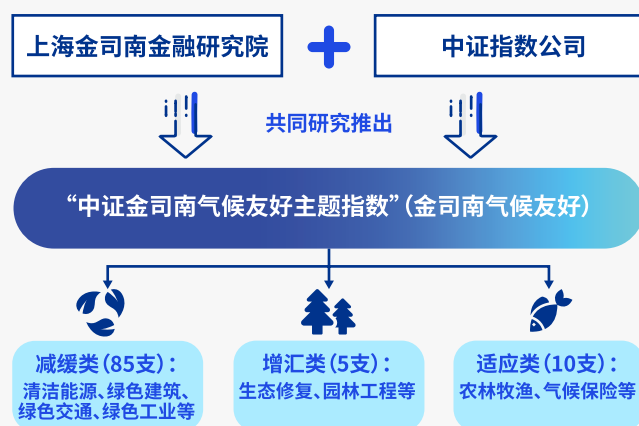 上海金司南金融研究院
中证指数公司
共同研究推出
“中证金司南气候友好主题指数”（金司南气候友好）
减缓类（85支）：
清洁能源、绿色建筑、
绿色交通、绿色工业等
增汇类（5支）：
生态修复、园林工程等
适应类（10支）：
农林牧渔、气候保险等